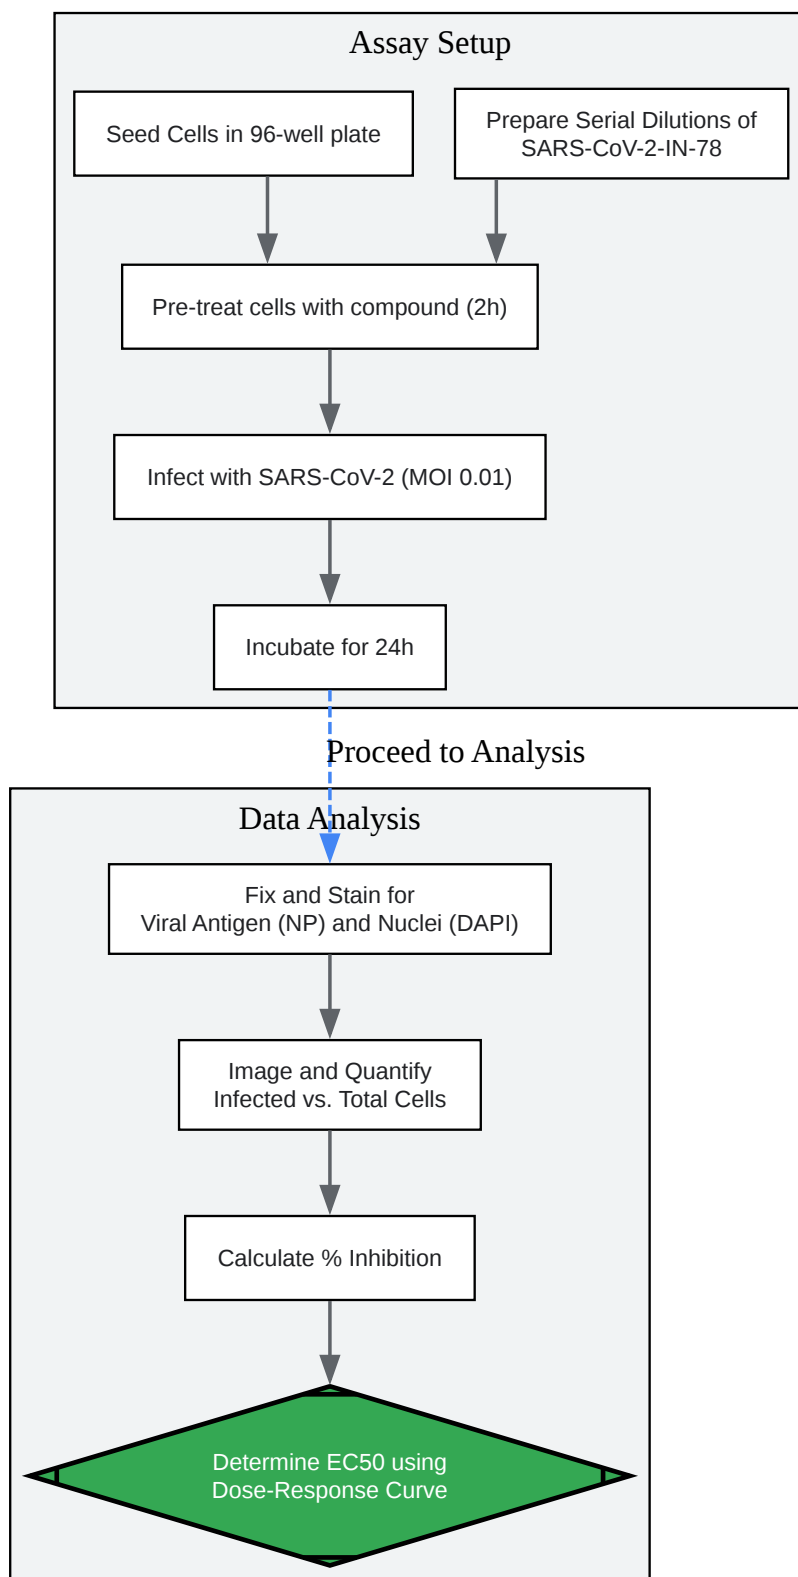 Assay Setup
Seed Cells in 96-well plate
Prepare Serial Dilutions of
SARS-CoV-2-IN-78
Pre-treat cells with compound (2h)
Infect with SARS-CoV-2 (MOI 0.01)
Incubate for 24h
Proceed to Analysis
Data Analysis
Fix and Stain for
Viral Antigen (NP) and Nuclei (DAPI)
Image and Quantify
Infected vs. Total Cells
Calculate % Inhibition
Determine EC50 using
Dose-Response Curve